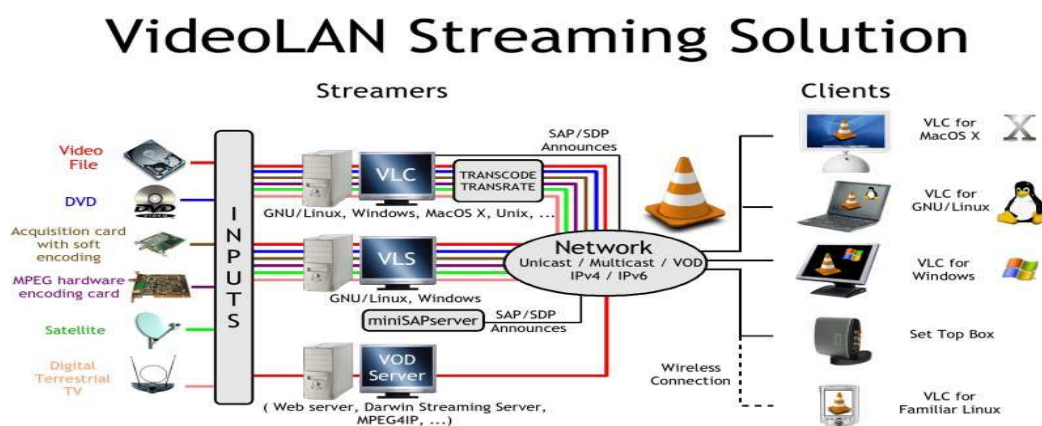 VideoLAN Streaming Solution
Streamers
Clients
Video
File
DVD
Acquisition card
with soft
encoding
MPEG hardware
encoding card
Satellite
Digital
Terrestrial
TV
INPUTS
VLC
TRANSCODE
TRANSRATE
SAP/SDP
Announces
GNU/Linux, Windows, MacOS X, Unix, ...
VLS
GNU/Linux, Windows
Network
Unicast / Multicast / VOD
IPv4 / IPv6
miniSAPserver
SAP/SDP
Announces
VOD
Server
( Web server, Darwin Streaming Server,
MPEG4IP, ...)
Wireless
Connection
VLC for
MacOS X
X
VLC for
GNU/Linux
VLC for
Windows
Set Top Box
VLC for
Familiar Linux
DVD